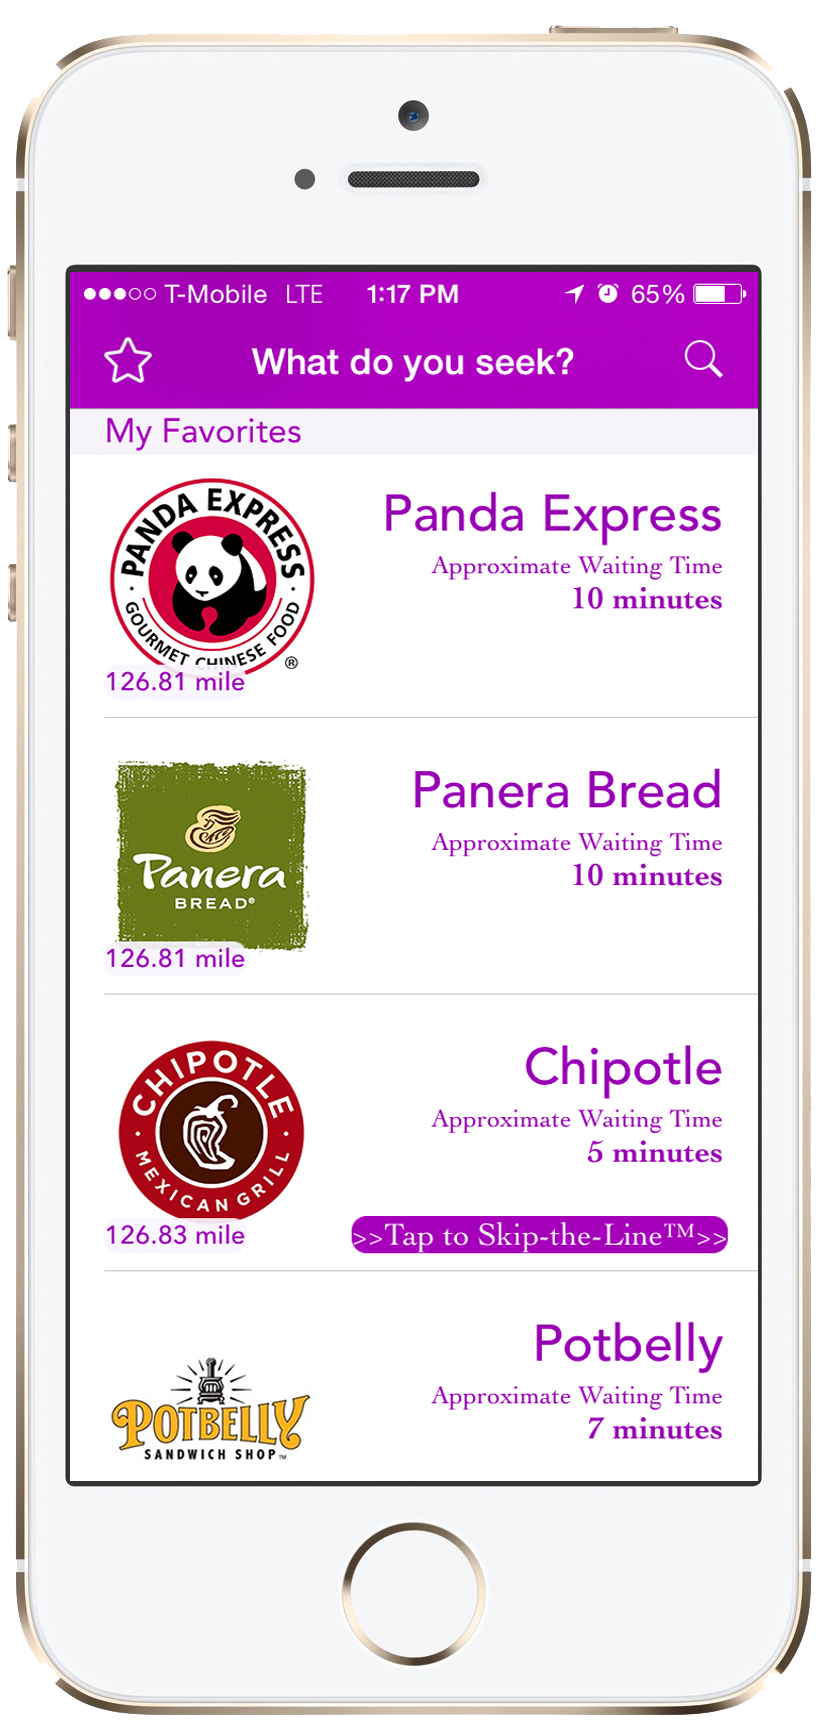 T-Mobile LTE 1:17 PM 65%
What do you seek?
My Favorites
PANDA EXPRESS
GOURMET CHINESE FOOD
®
126.81 mile
Panda Express
Approximate Waiting Time
10 minutes
Panera
BREAD®
126.81 mile
Panera Bread
Approximate Waiting Time
10 minutes
CHIPOTLE
MEXICAN GRILL
126.83 mile
Chipotle
Approximate Waiting Time
5 minutes
>>Tap to Skip-the-Line™>>
POTBELLY
SANDWICH SHOP™
Potbelly
Approximate Waiting Time
7 minutes